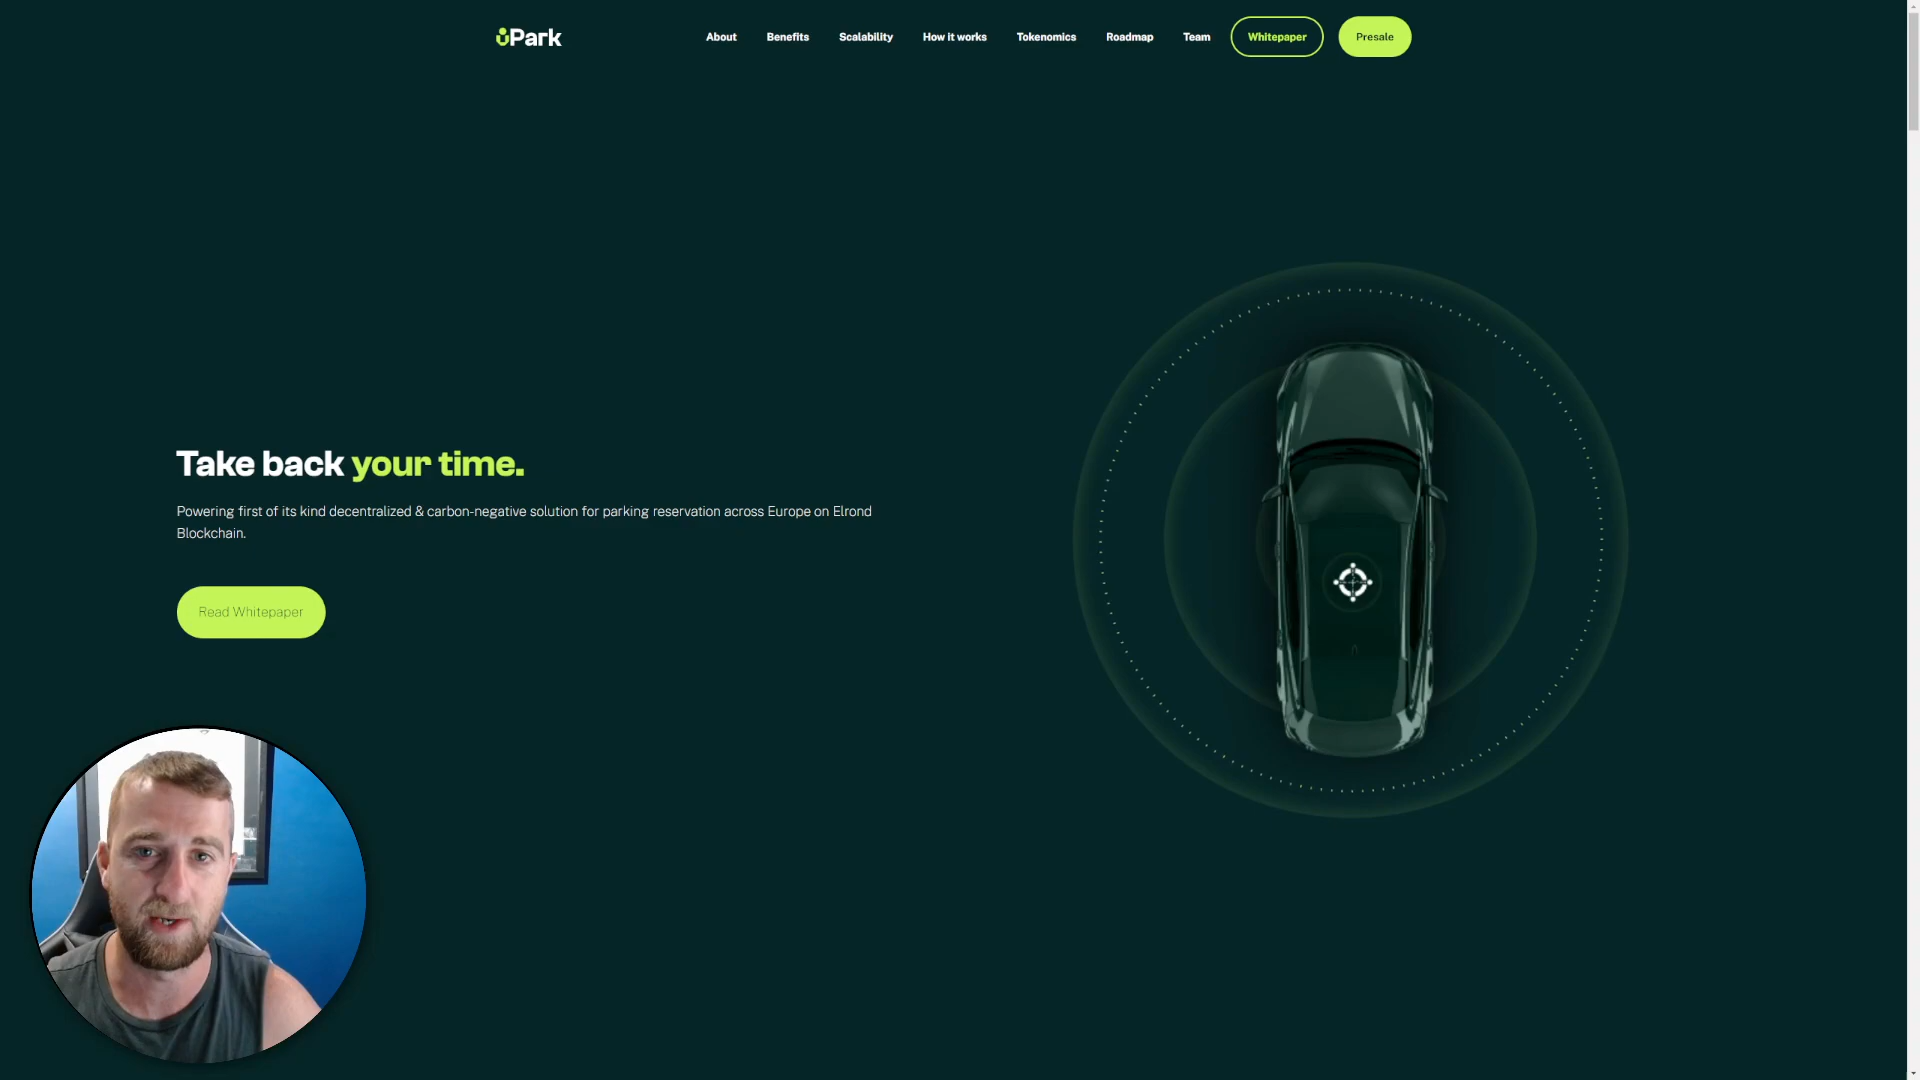 Park
About
Benefits
Scalability
How it works
Tokenomics
Roadmap
Team
Whitepaper
Presale
Take back your time.
Powering first of its kind decentralized & carbon-negative solution for parking reservation across Europe on Elrond
Blockchain.
Read Whitepaper